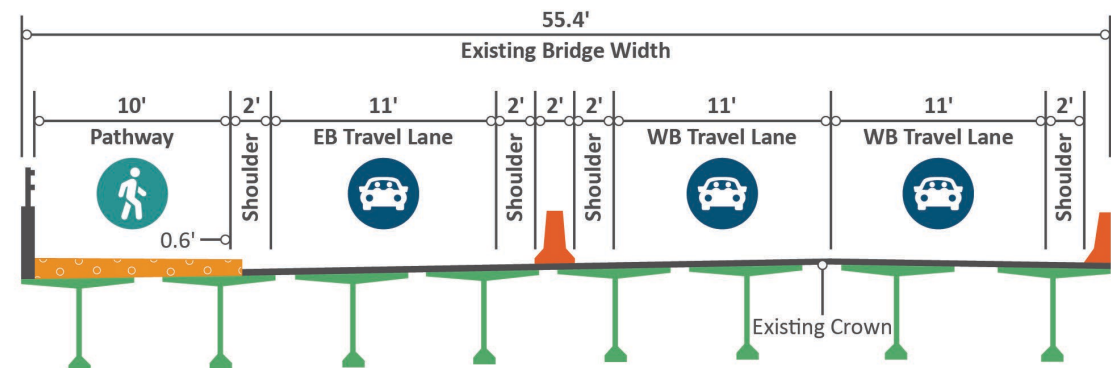 55.4'
Existing Bridge Width
10'
2'
11'
2'
2'
2'
11'
11'
2'
Pathway
Shoulder
EB Travel Lane
Shoulder
Shoulder
WB Travel Lane
WB Travel Lane
Shoulder
0.6'
Existing Crown